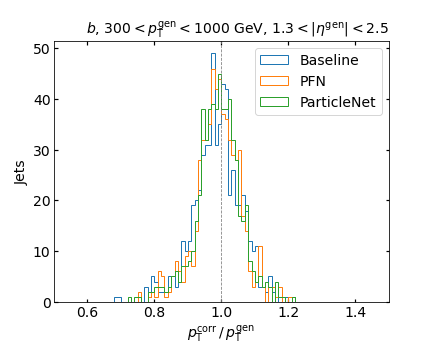 b, 300 < p_T^gen < 1000 GeV, 1.3 < |η^gen| < 2.5
50
40
30
20
10
0
Jets
Baseline
PFN
ParticleNet
0.6 0.8 1.0 1.2 1.4
p_T^corr / p_T^gen